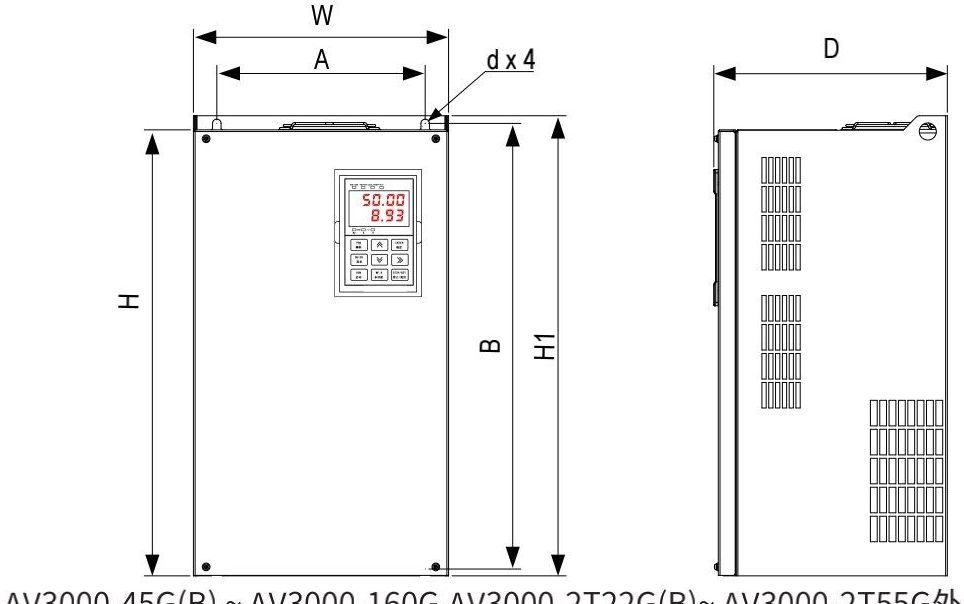 W
A
d x 4
D
50.00
8.93
H
B
H1
AV3000-45G(B) ~ AV3000-160G AV3000-2T22G(B)~ AV3000-2T55G外